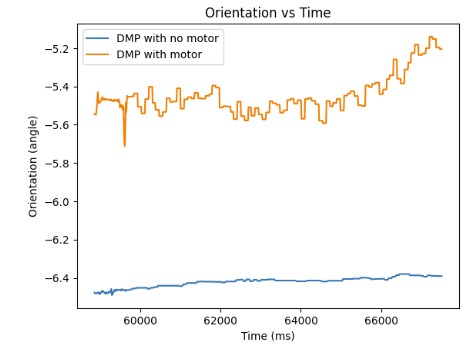 Orientation vs Time
DMP with no motor
DMP with motor
−5.2
−5.4
−5.6
−5.8
−6.0
−6.2
−6.4
Orientation (angle)
60000 62000 64000 66000
Time (ms)